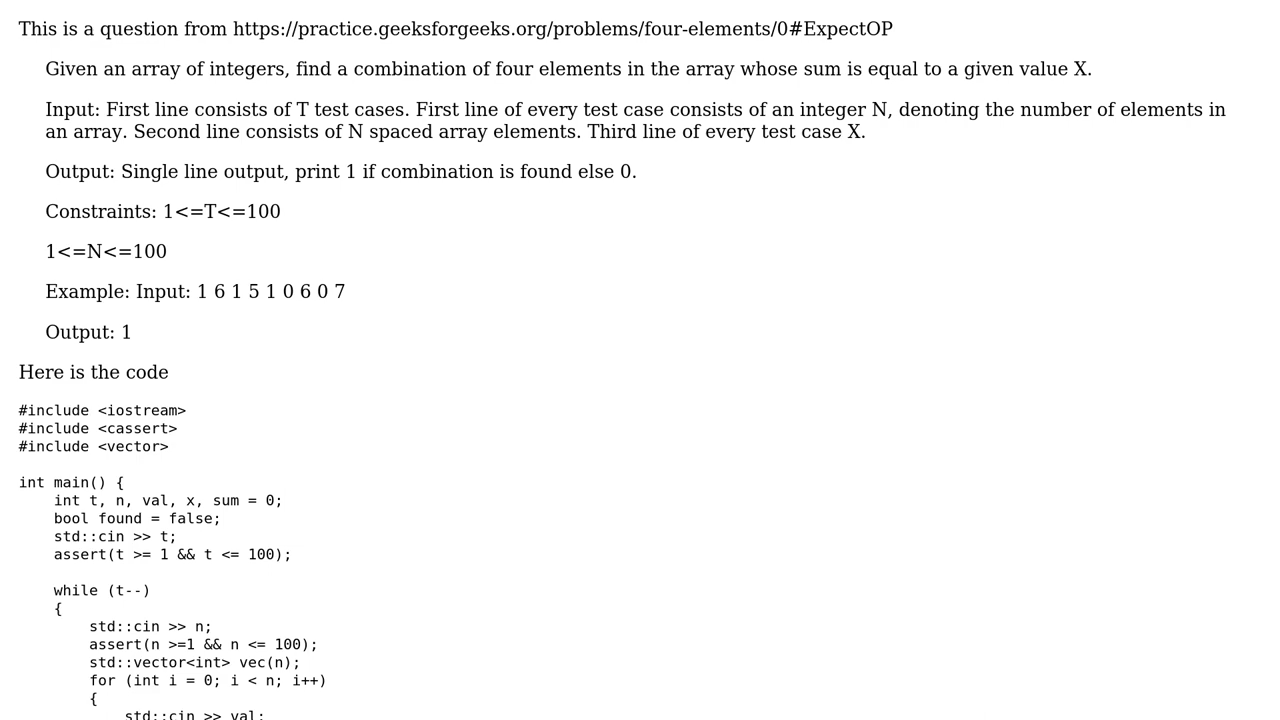 This is a question from https://practice.geeksforgeeks.org/problems/four-elements/0#ExpectOP
Given an array of integers, find a combination of four elements in the array whose sum is equal to a given value X.
Input: First line consists of T test cases. First line of every test case consists of an integer N, denoting the number of elements in
an array. Second line consists of N spaced array elements. Third line of every test case X.
Output: Single line output, print 1 if combination is found else 0.
Constraints: 1<=T<=100
1<=N<=100
Example: Input: 1 6 1 5 1 0 6 0 7
Output: 1
Here is the code
#include <iostream>
#include <cassert>
#include <vector>
int main() {
    int t, n, val, x, sum = 0;
    bool found = false;
    std::cin >> t;
    assert(t >= 1 && t <= 100);
    while (t--)
    {
        std::cin >> n;
        assert(n >=1 && n <= 100);
        std::vector<int> vec(n);
        for (int i = 0; i < n; i++)
        {
            std::cin >> val;